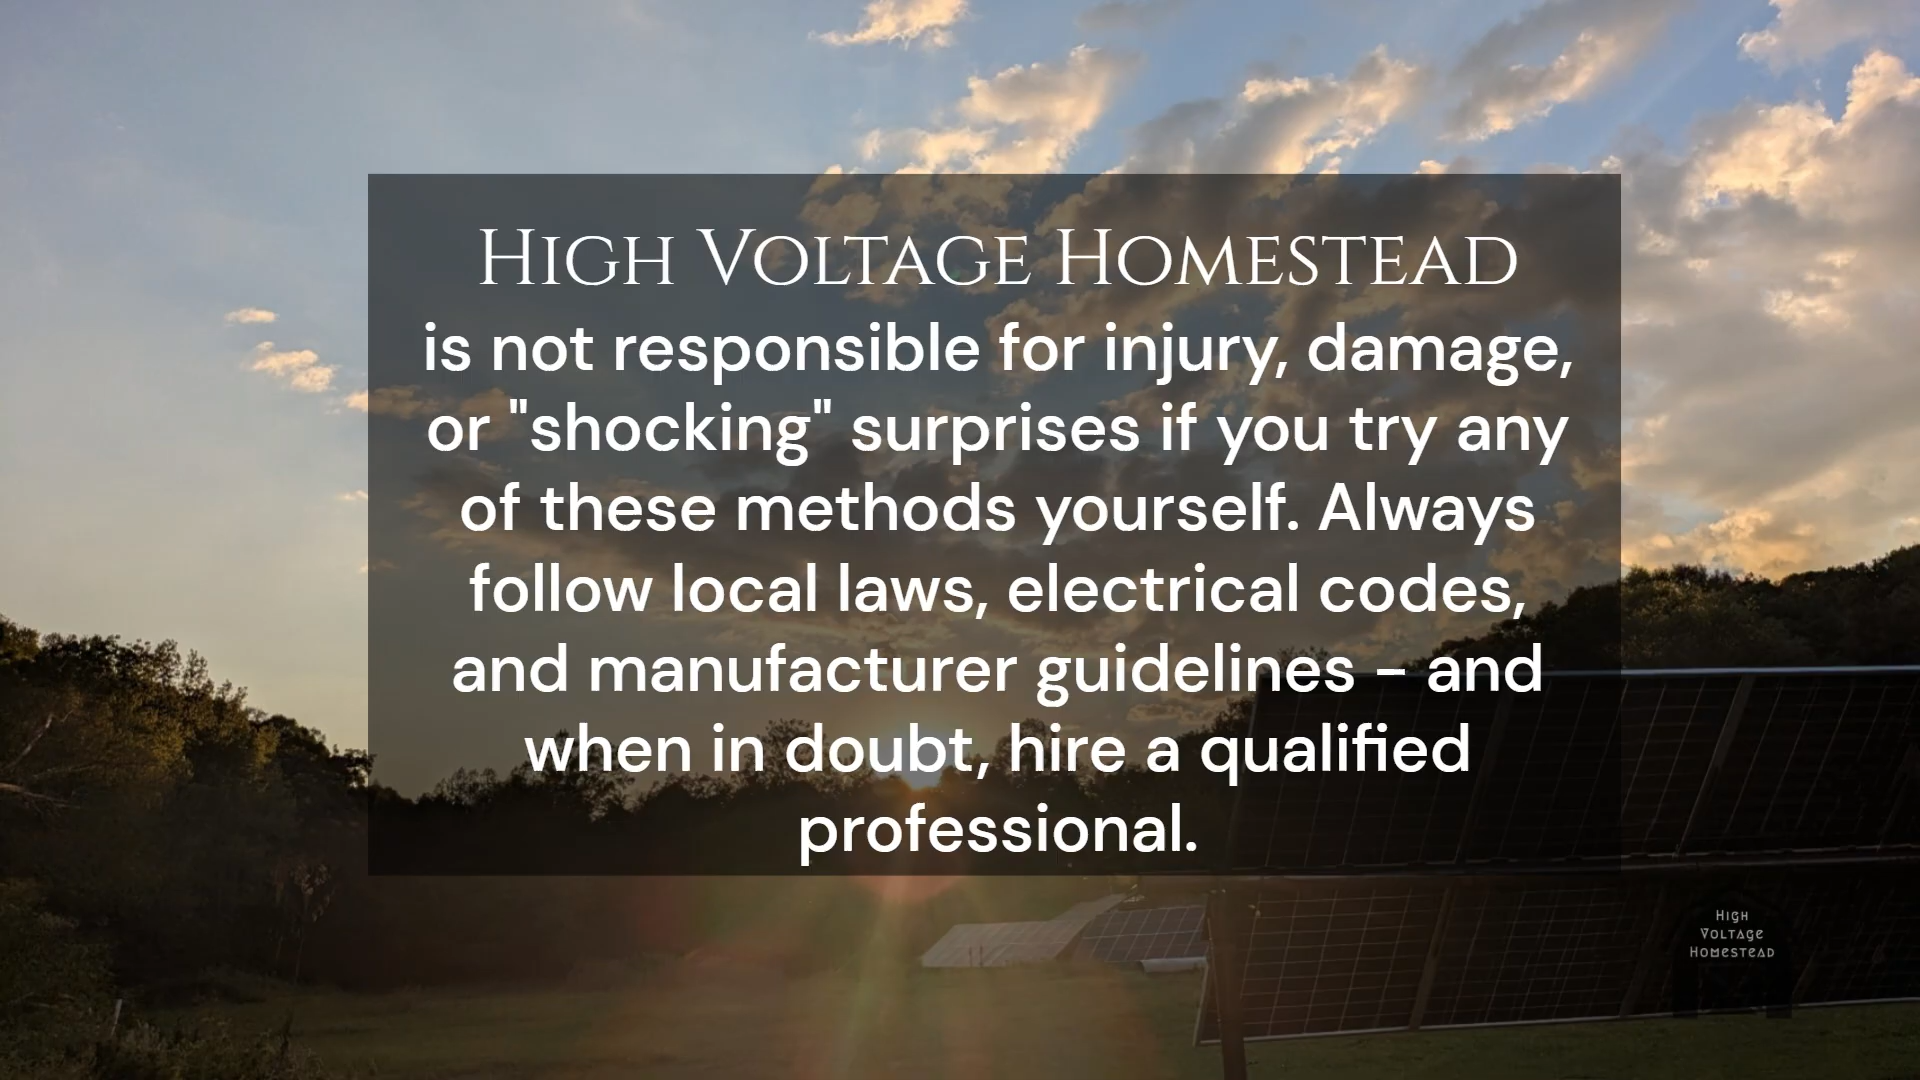 High Voltage Homestead
is not responsible for injury, damage,
or "shocking" surprises if you try any
of these methods yourself. Always
follow local laws, electrical codes,
and manufacturer guidelines - and
when in doubt, hire a qualified
professional.
High
Voltage
Homestead